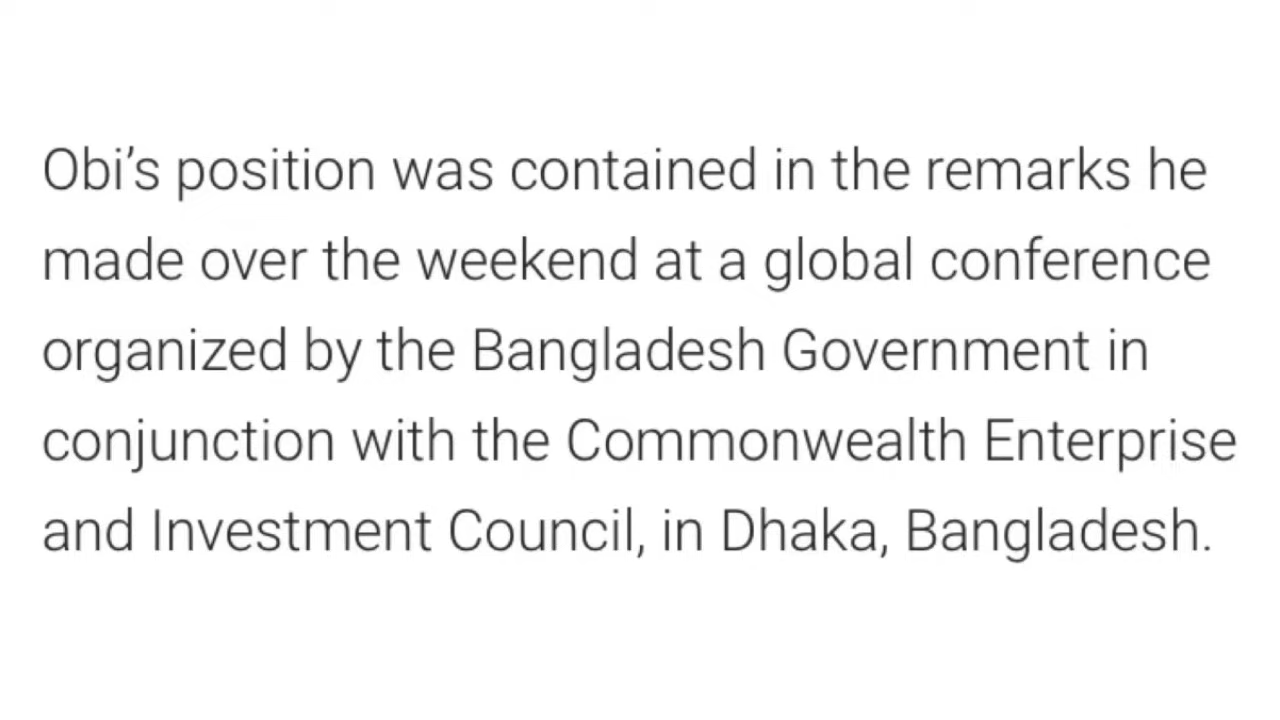 Obi’s position was contained in the remarks he
made over the weekend at a global conference
organized by the Bangladesh Government in
conjunction with the Commonwealth Enterprise
and Investment Council, in Dhaka, Bangladesh.